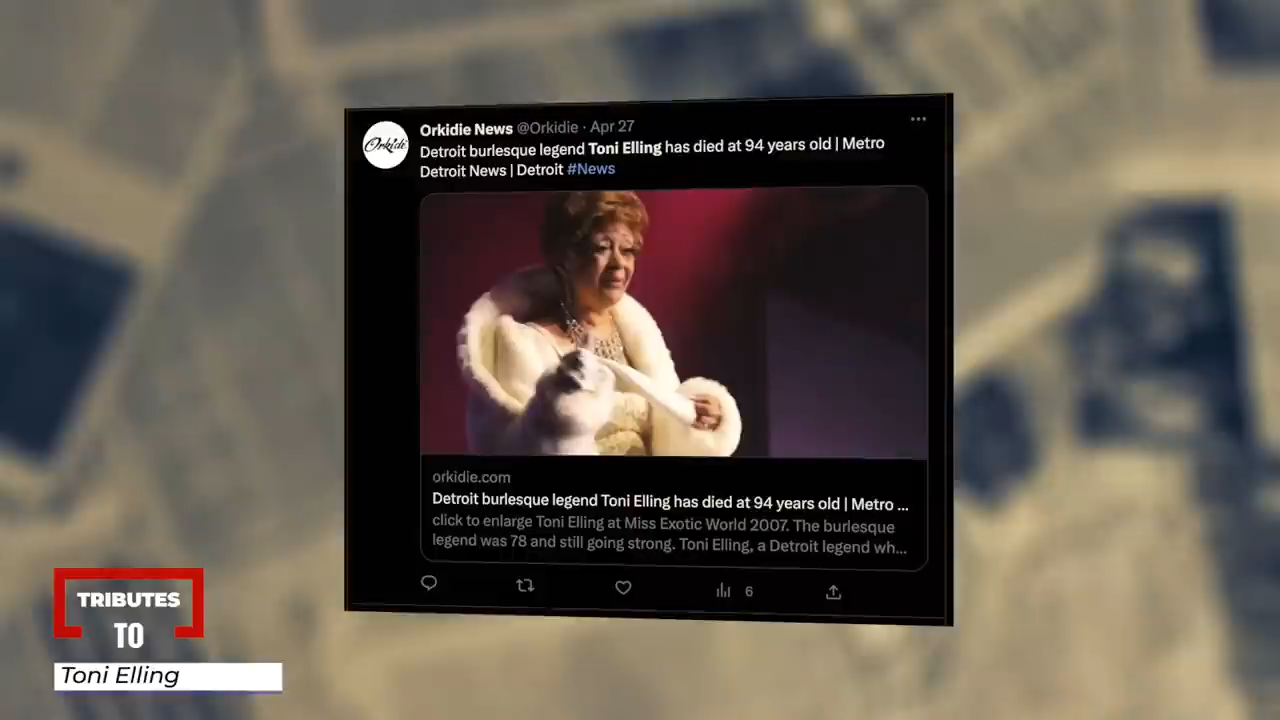 Orkidie News @Orkidie · Apr 27
Detroit burlesque legend Toni Elling has died at 94 years old | Metro
Detroit News | Detroit #News
Orkidi
orkidie.com
Detroit burlesque legend Toni Elling has died at 94 years old | Metro ...
click to enlarge Toni Elling at Miss Exotic World 2007. The burlesque
legend was 78 and still going strong. Toni Elling, a Detroit legend wh...
6
TRIBUTES
TO
Toni Elling